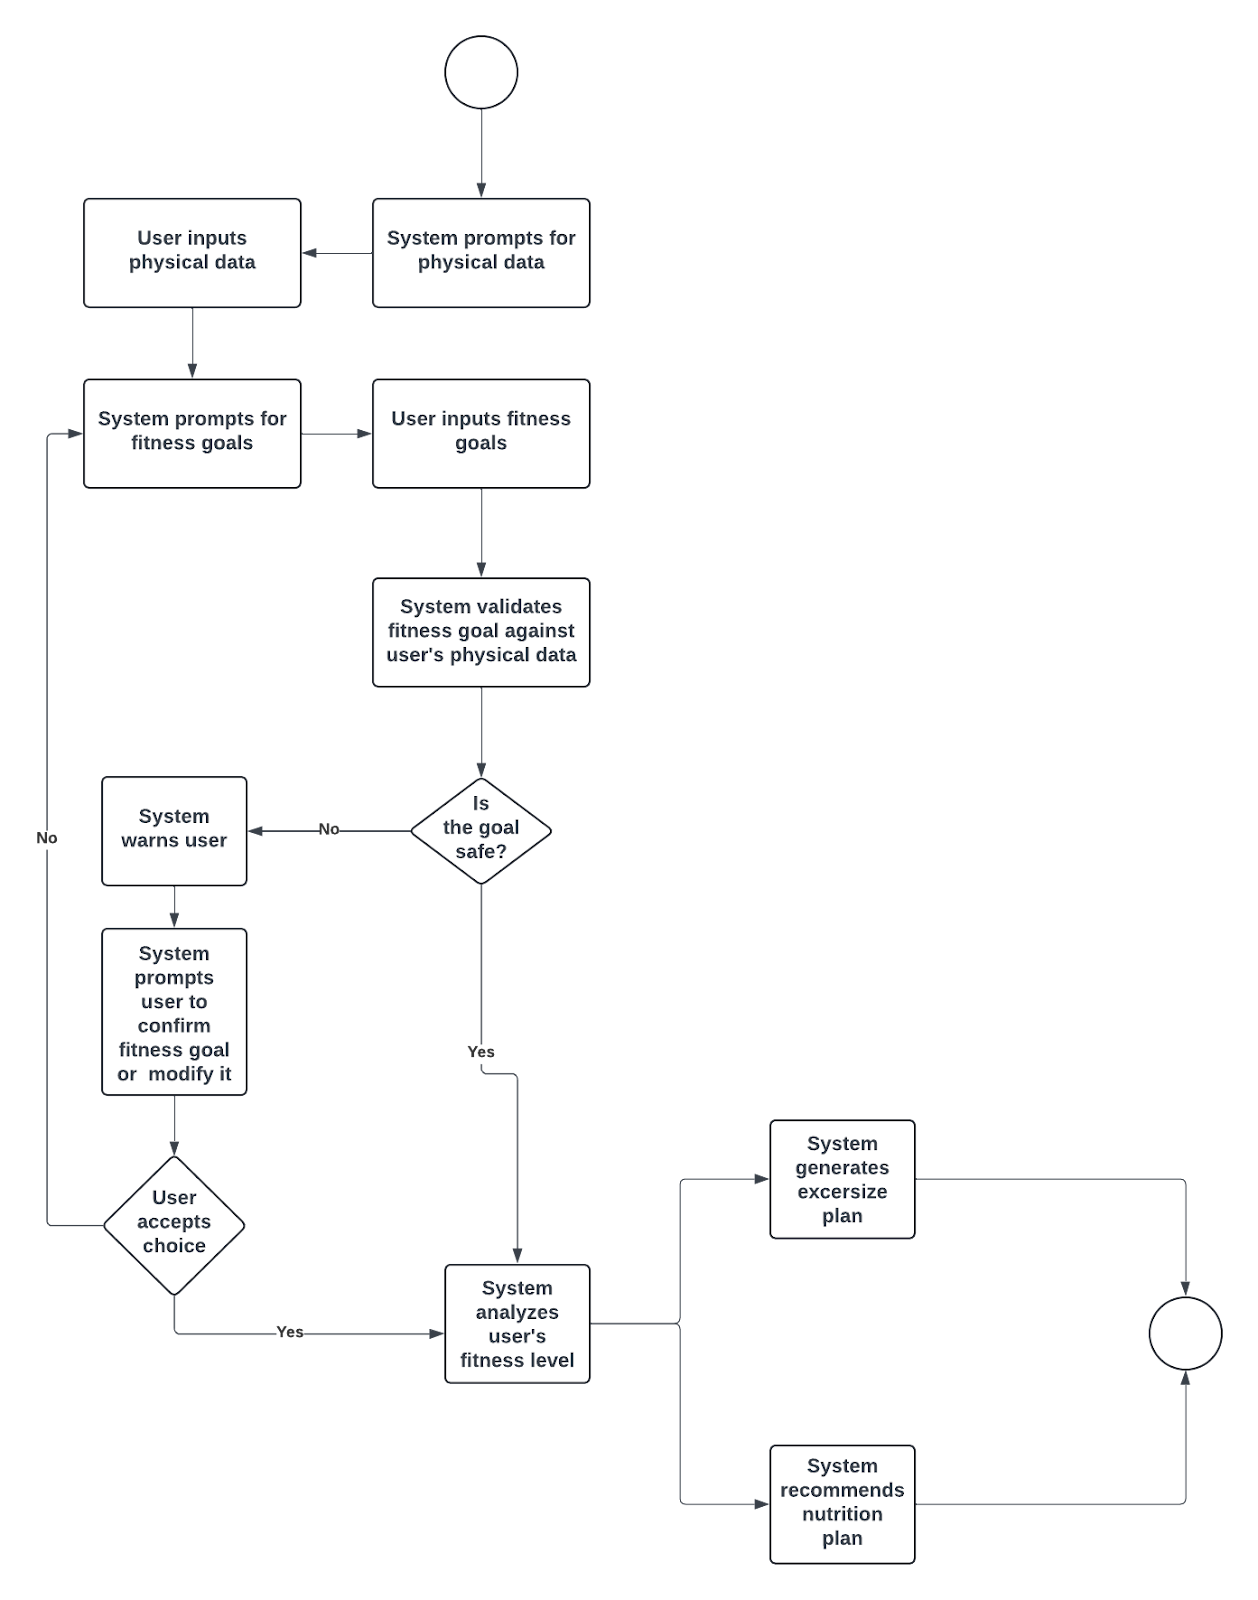 System prompts for
physical data
User inputs
physical data
System prompts for
fitness goals
User inputs fitness
goals
System validates
fitness goal against
user's physical data
Is
the goal
safe?
No
System
warns user
No
System
prompts
user to
confirm
fitness goal
or  modify it
Yes
User
accepts
choice
Yes
System
analyzes
user's
fitness level
System
generates
excersize
plan
System
recommends
nutrition
plan